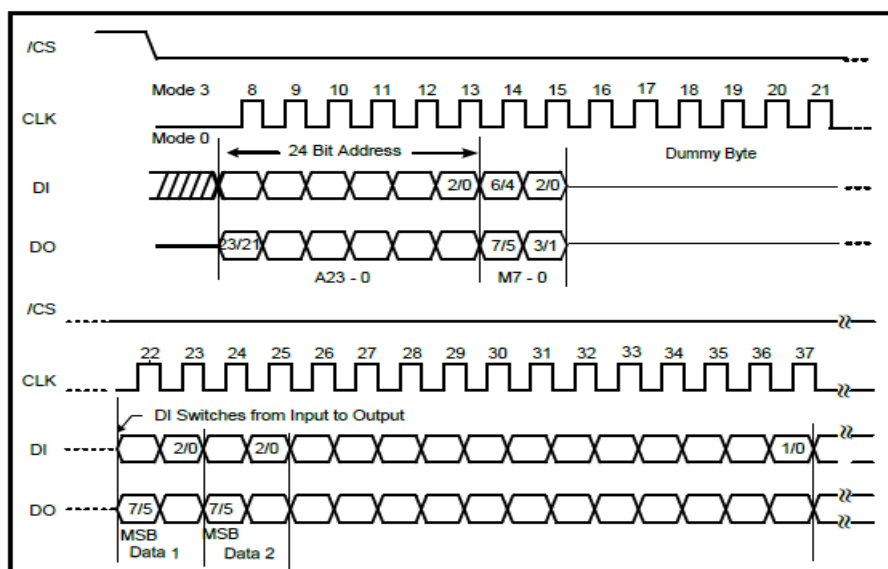 /CS
Mode 3 8 9 10 11 12 13 14 15 16 17 18 19 20 21
CLK
Mode 0
24 Bit Address Dummy Byte
DI 2/0 6/4 2/0
DO 23/21 7/5 3/1
A23 - 0 M7 - 0
/CS
22 23 24 25 26 27 28 29 30 31 32 33 34 35 36 37
CLK
DI Switches from Input to Output
DI 2/0 2/0 1/0
DO 7/5 7/5
MSB MSB
Data 1 Data 2